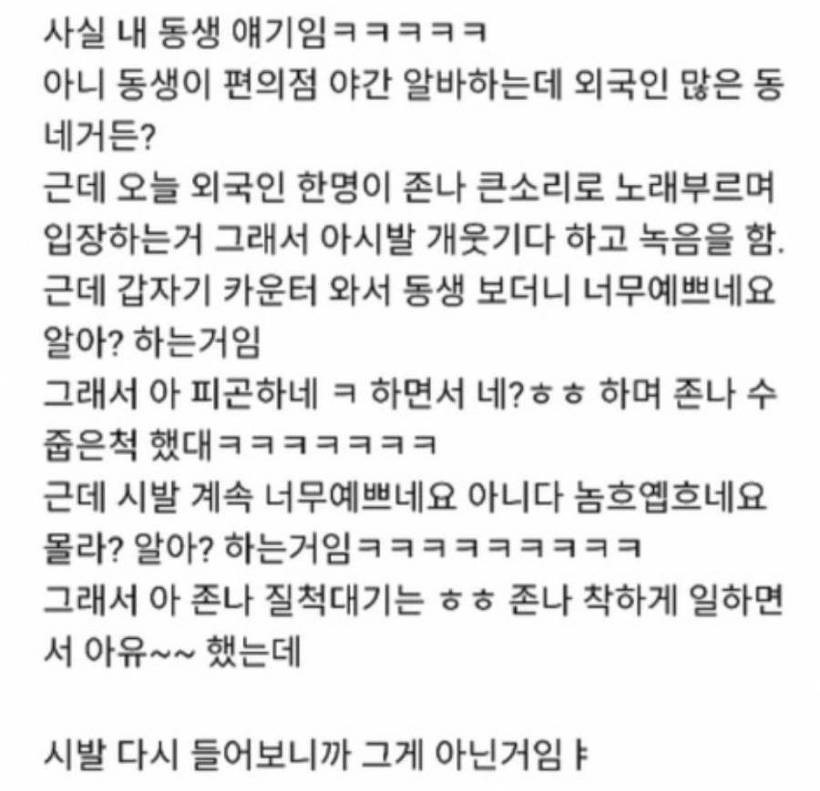 사실 내 동생 얘기임ㅋㅋㅋㅋㅋ
아니 동생이 편의점 야간 알바하는데 외국인 많은 동
네거든?
근데 오늘 외국인 한명이 존나 큰소리로 노래부르며
입장하는거 그래서 아시발 개웃기다 하고 녹음을 함.
근데 갑자기 카운터 와서 동생 보더니 너무예쁘네요
알아? 하는거임
그래서 아 피곤하네 ㅋ 하면서 네?ㅎㅎ 하며 존나 수
줍은척 했대ㅋㅋㅋㅋㅋㅋㅋ
근데 시발 계속 너무예쁘네요 아니다 놈흐옙흐네요
몰라? 알아? 하는거임ㅋㅋㅋㅋㅋㅋㅋㅋㅋ
그래서 아 존나 질척대기는 ㅎㅎ 존나 착하게 일하면
서 아유~~ 했는데
시발 다시 들어보니까 그게 아닌거임ㅑ